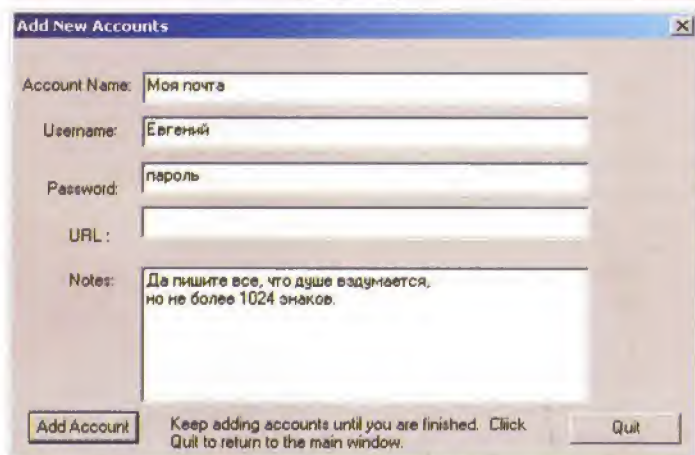 Add New Accounts
Account Name: Моя почта
Username: Евгений
Password: пароль
URL :
Notes: Да пишите все, что душе вздумается,
но не более 1024 знаков.
Add Account Keep adding accounts until you are finished. Click Quit
Quit to return to the main window.